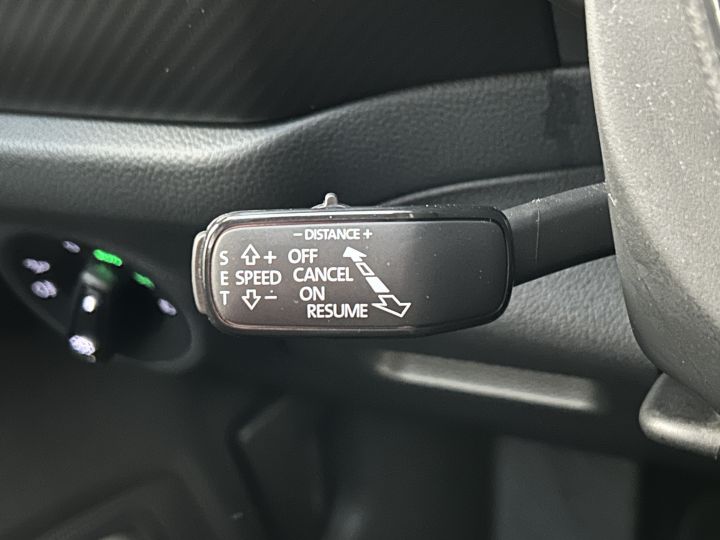 − DISTANCE +
S + OFF
E SPEED CANCEL
T − ON
RESUME